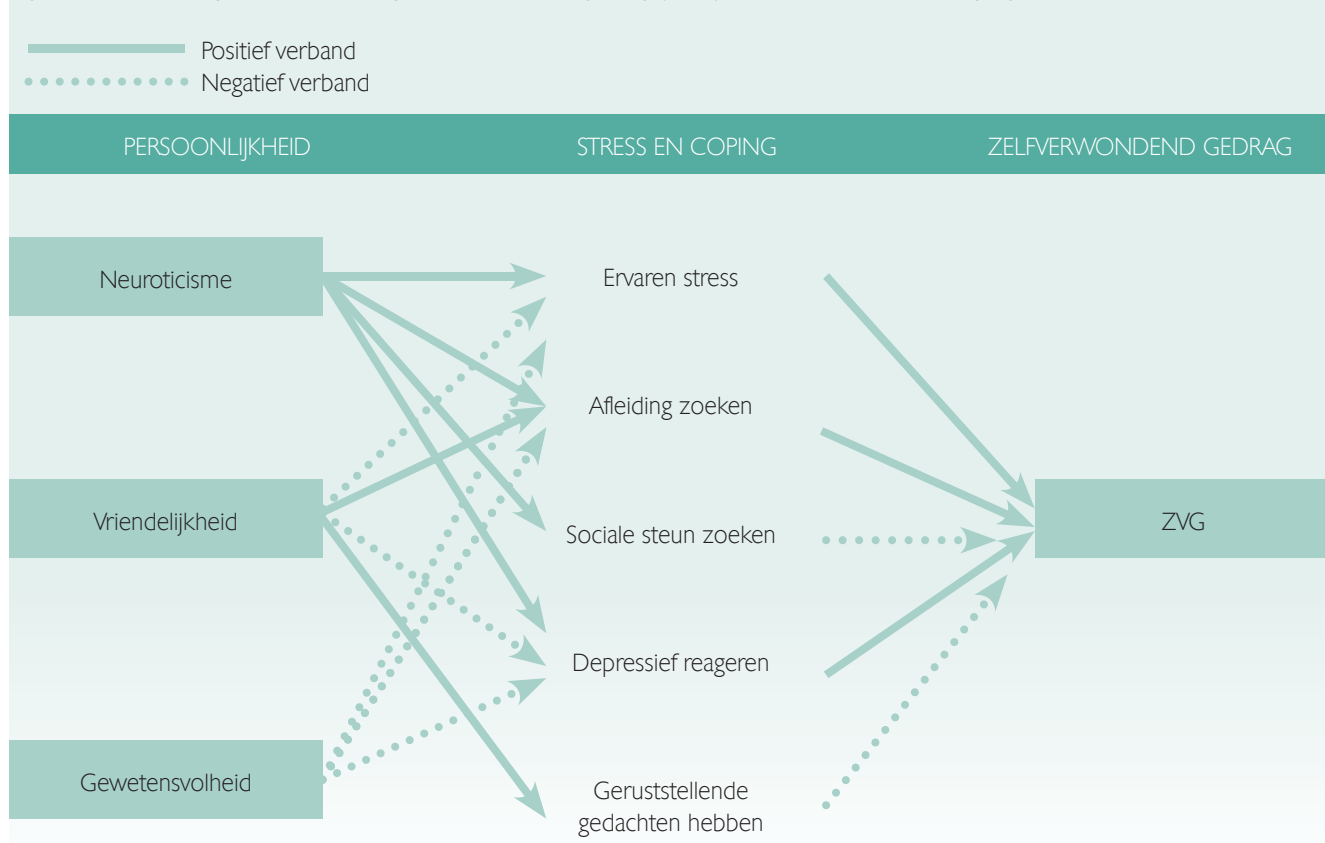 Positief verband
Negatief verband
PERSOONLIJKHEID
STRESS EN COPING
ZELFVERWONDEND GEDRAG
Neuroticisme
Ervaren stress
Afleiding zoeken
Vriendelijkheid
Sociale steun zoeken
ZVG
Depressief reageren
Gewetensvolheid
Geruststellende
gedachten hebben